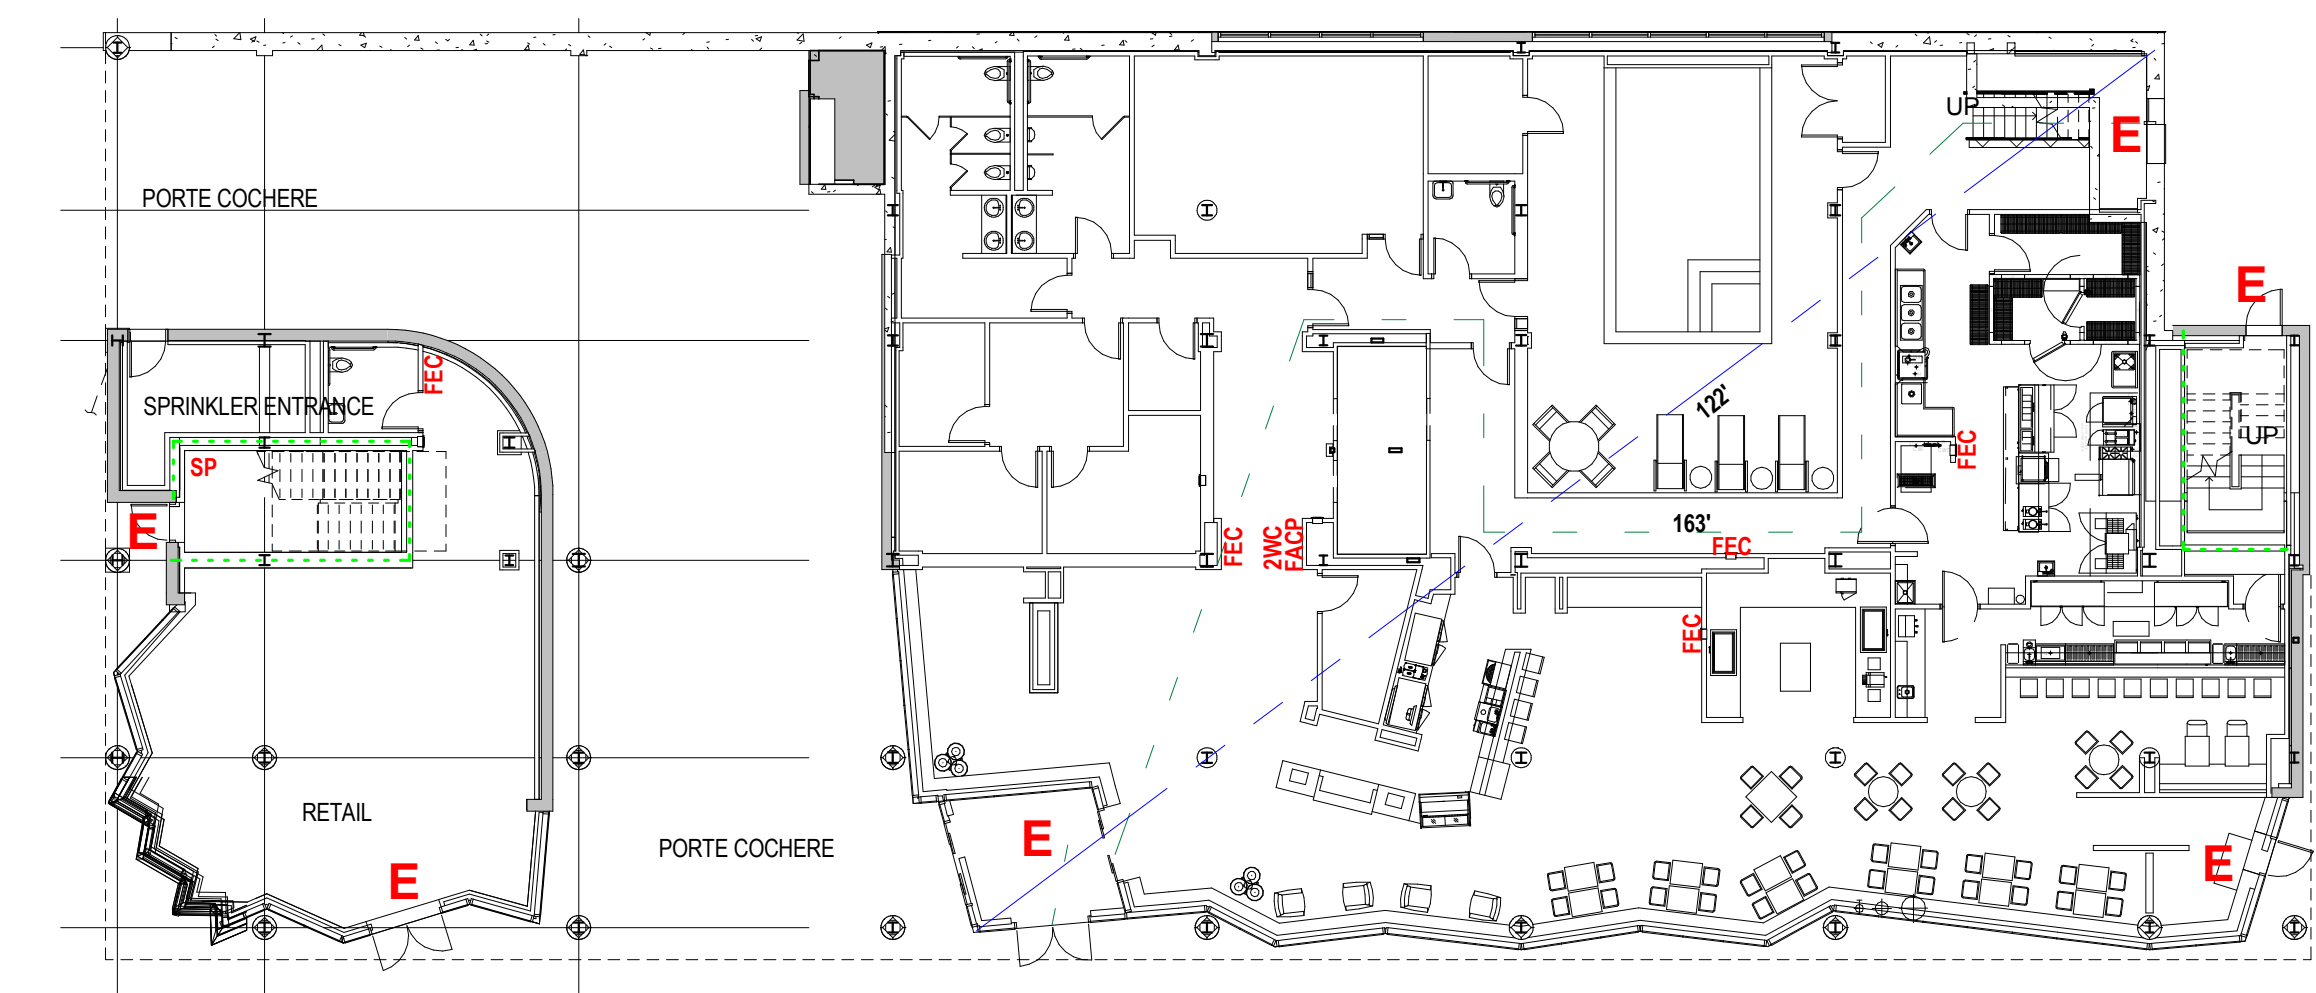 UP
E
PORTE COCHERE
E
FEC
SPRINKLER ENTRANCE
122'
UP
SP
FEC
E
163'
FEC
2WC
FACP
FEC
FEC
RETAIL
PORTE COCHERE
E
E
E